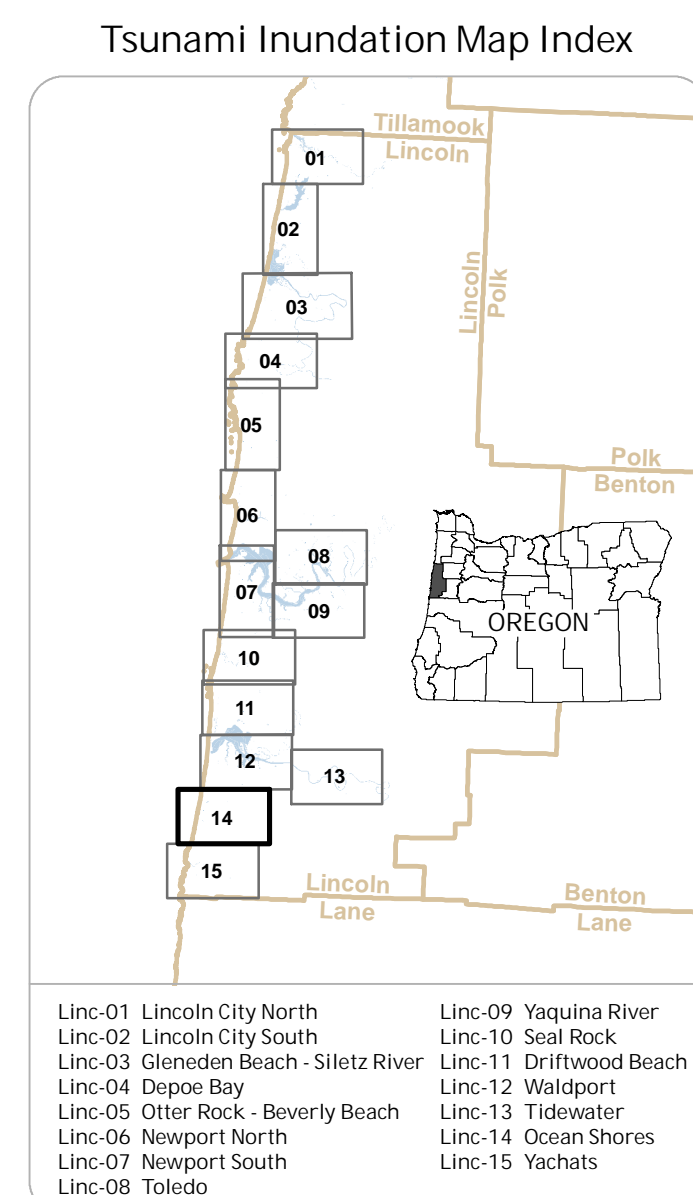 Tsunami Inundation Map Index
Tillamook
Lincoln
01
02
Lincoln
Polk
03
04
05
Polk
Benton
06
08
07
09
OREGON
10
11
12
13
14
15
Lincoln
Lane
Benton
Lane
Linc-01 Lincoln City North
Linc-02 Lincoln City South
Linc-03 Gleneden Beach - Siletz River
Linc-04 Depoe Bay
Linc-05 Otter Rock - Beverly Beach
Linc-06 Newport North
Linc-07 Newport South
Linc-08 Toledo
Linc-09 Yaquina River
Linc-10 Seal Rock
Linc-11 Driftwood Beach
Linc-12 Waldport
Linc-13 Tidewater
Linc-14 Ocean Shores
Linc-15 Yachats